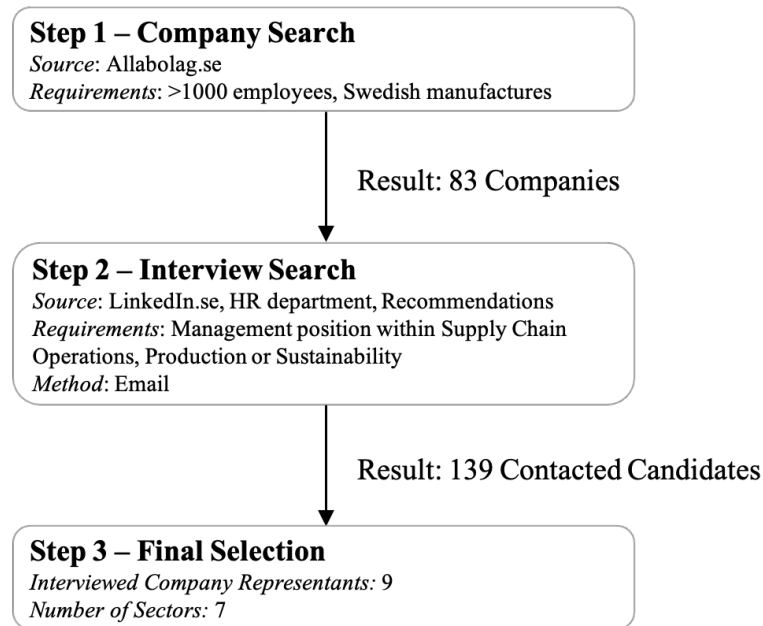 Step 1 – Company Search
Source: Allabolag.se
Requirements: >1000 employees, Swedish manufactures
Result: 83 Companies
Step 2 – Interview Search
Source: LinkedIn.se, HR department, Recommendations
Requirements: Management position within Supply Chain
Operations, Production or Sustainability
Method: Email
Result: 139 Contacted Candidates
Step 3 – Final Selection
Interviewed Company Representants: 9
Number of Sectors: 7